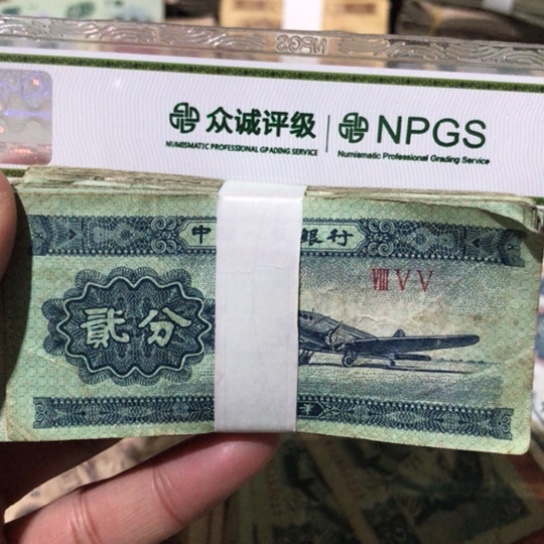 NPGS
众诚评级 NPGS
NUMISMATIC PROFESSIONAL GRADING SERVICE Numismatic Professional Grading Service
中 银行
VIII V V
贰分